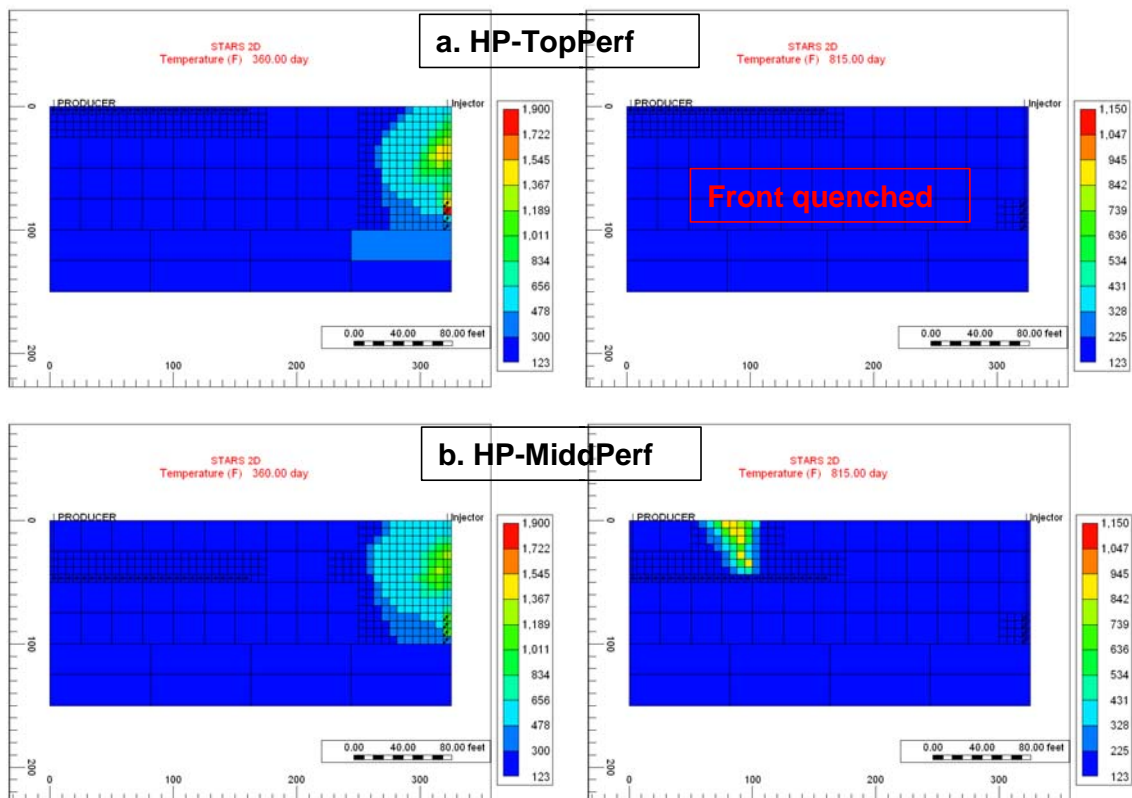 a. HP-TopPerf
STARS 2D
Temperature (F) 360.00 day
PRODUCER
Injector
0
100
200
0
100
200
300
0.00 40.00 80.00 feet
1,900
1,722
1,545
1,367
1,189
1,011
834
656
478
300
123
STARS 2D
Temperature (F) 815.00 day
PRODUCER
Injector
Front quenched
0
100
200
300
0.00 40.00 80.00 feet
1,150
1,047
945
842
739
636
534
431
328
225
123
b. HP-MiddPerf
STARS 2D
Temperature (F) 360.00 day
PRODUCER
Injector
0
100
200
0
100
200
300
0.00 40.00 80.00 feet
1,900
1,722
1,545
1,367
1,189
1,011
834
656
478
300
123
STARS 2D
Temperature (F) 815.00 day
PRODUCER
Injector
0
100
200
300
0.00 40.00 80.00 feet
1,150
1,047
945
842
739
636
534
431
328
225
123